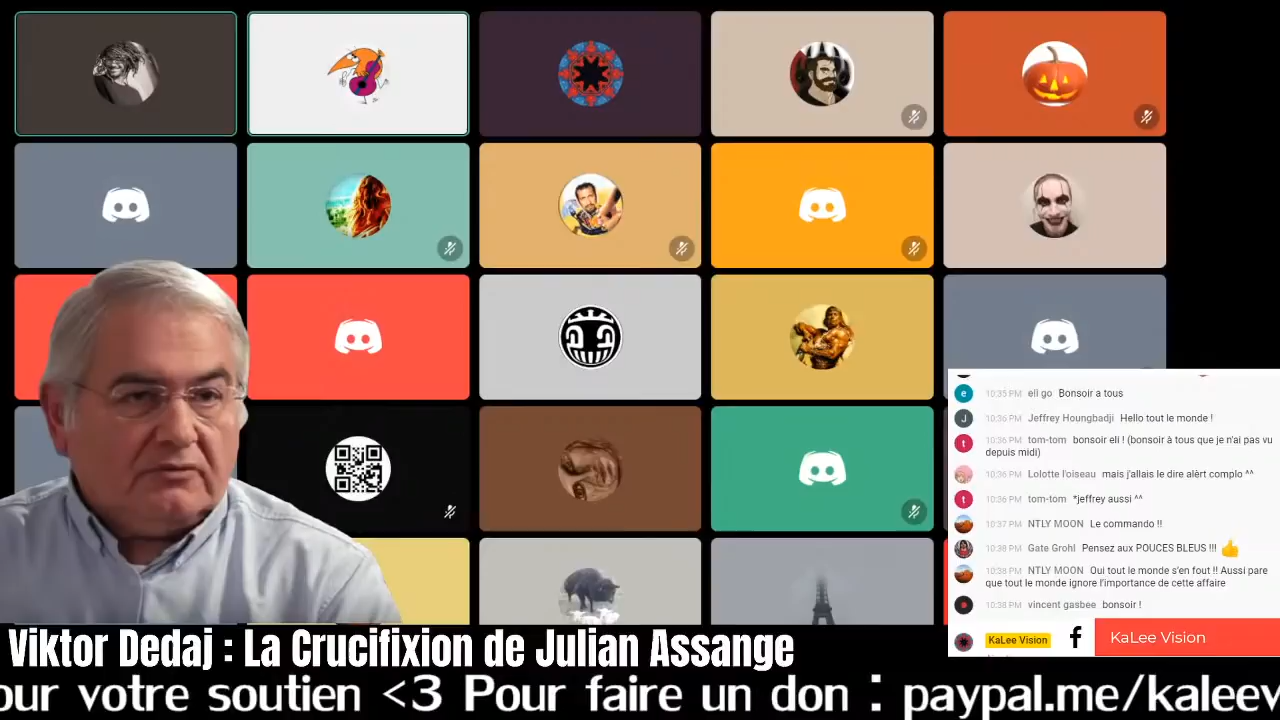 10:35 PM eli go Bonsoir a tous
10:36 PM Jeffrey Houngbadji Hello tout le monde !
10:36 PM tom-tom bonsoir eli ! (bonsoir à tous que je n'ai pas vu
depuis midi)
10:36 PM Lolotte l'oiseau mais j'allais le dire alèrt complo ^^
10:36 PM tom-tom *jeffrey aussi ^^
10:37 PM NTLY MOON Le commando !!
10:38 PM Gate Grohl Pensez aux POUCES BLEUS !!! 👍
10:38 PM NTLY MOON Oui tout le monde s'en fout !! Aussi pare
que tout le monde ignore l'importance de cette affaire
10:38 PM vincent gasbee bonsoir !
KaLee Vision
KaLee Vision
Viktor Dedaj : La Crucifixion de Julian Assange
our votre soutien <3 Pour faire un don : paypal.me/kaleev